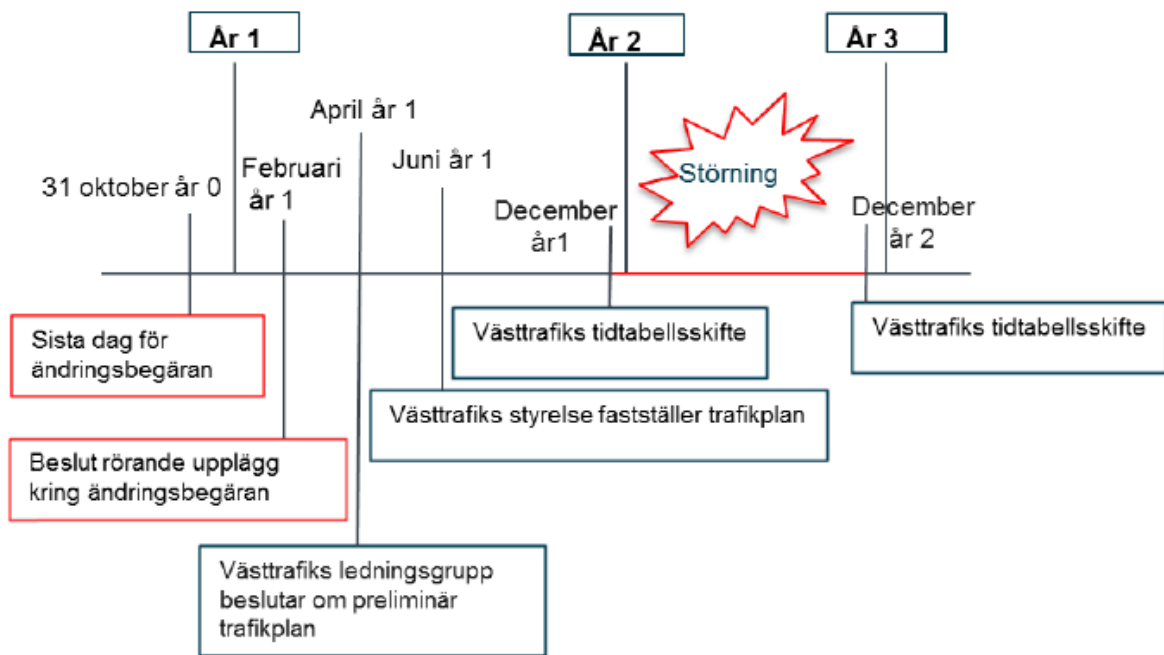 År 1
År 2
År 3
April år 1
Juni år 1
31 oktober år 0
Februari
år 1
Störning
December
år1
December
år 2
Sista dag för
ändringsbegäran
Västtrafiks tidtabellsskifte
Västtrafiks tidtabellsskifte
Västtrafiks styrelse fastställer trafikplan
Beslut rörande upplägg
kring ändringsbegäran
Västtrafiks ledningsgrupp
beslutar om preliminär
trafikplan